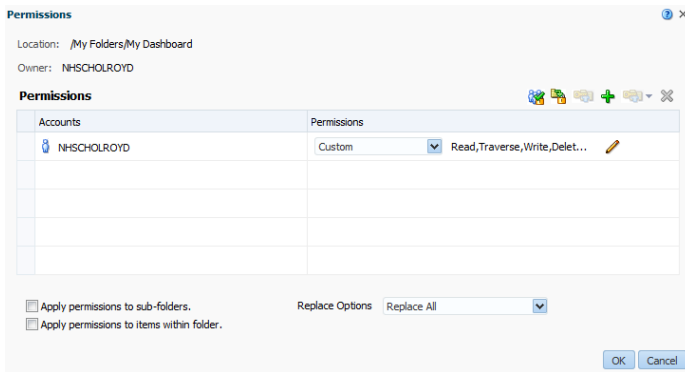 Permissions
Location: /My Folders/My Dashboard
Owner: NHSCHOLROYD
Permissions
Accounts Permissions
NHSCHOLROYD Custom Read,Traverse,Write,Delet...
Apply permissions to sub-folders. Replace Options Replace All
Apply permissions to items within folder.
OK Cancel